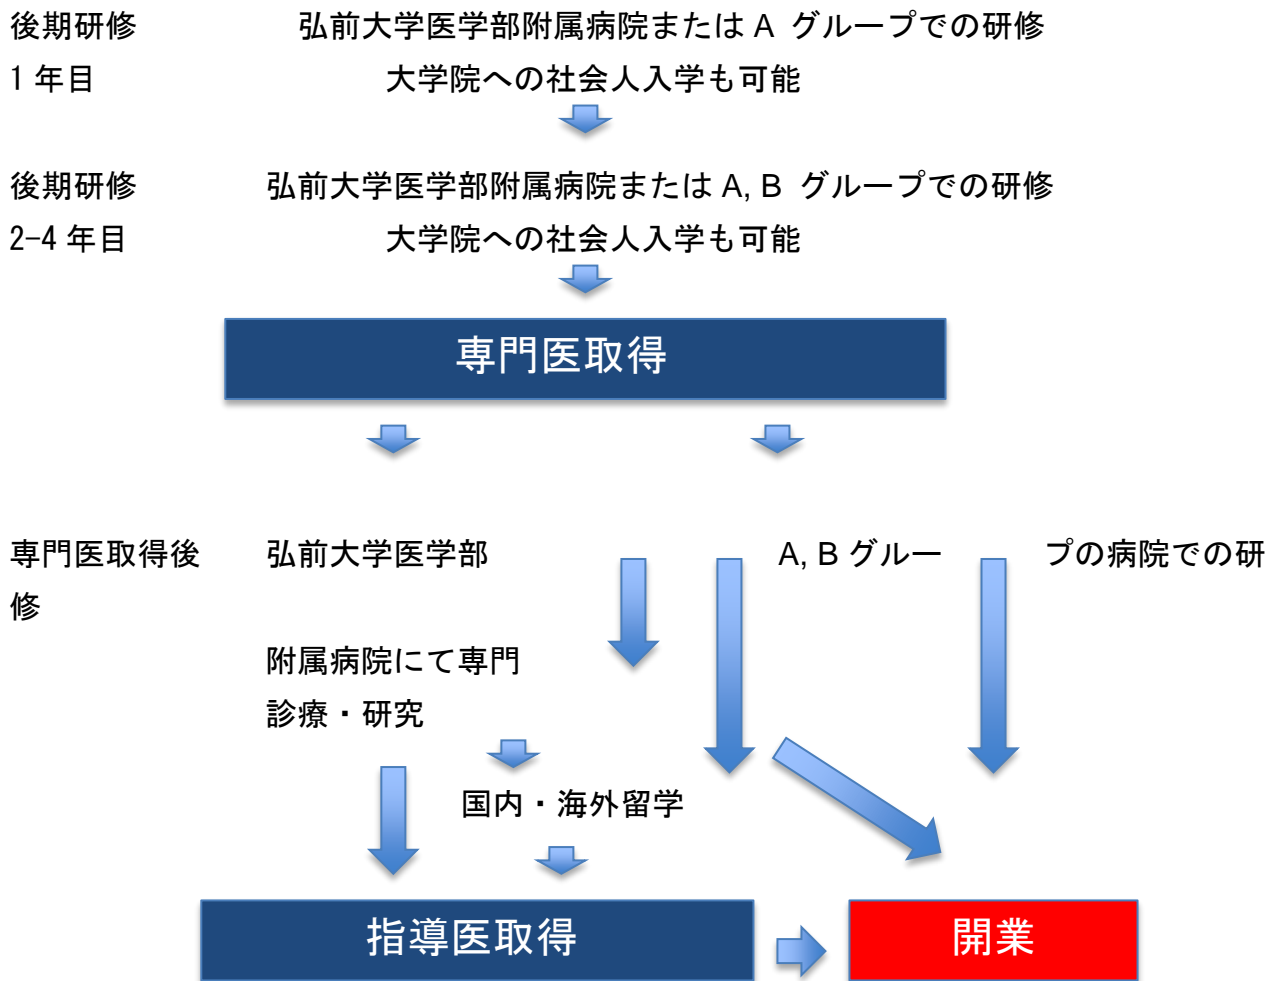 後期研修 弘前大学医学部附属病院または A グループでの研修
1 年目 大学院への社会人入学も可能
後期研修 弘前大学医学部附属病院または A, B グループでの研修
2–4 年目 大学院への社会人入学も可能
専門医取得
専門医取得後 弘前大学医学部 A, B グルー プの病院での研
修
附属病院にて専門
診療・研究
国内・海外留学
指導医取得 開業